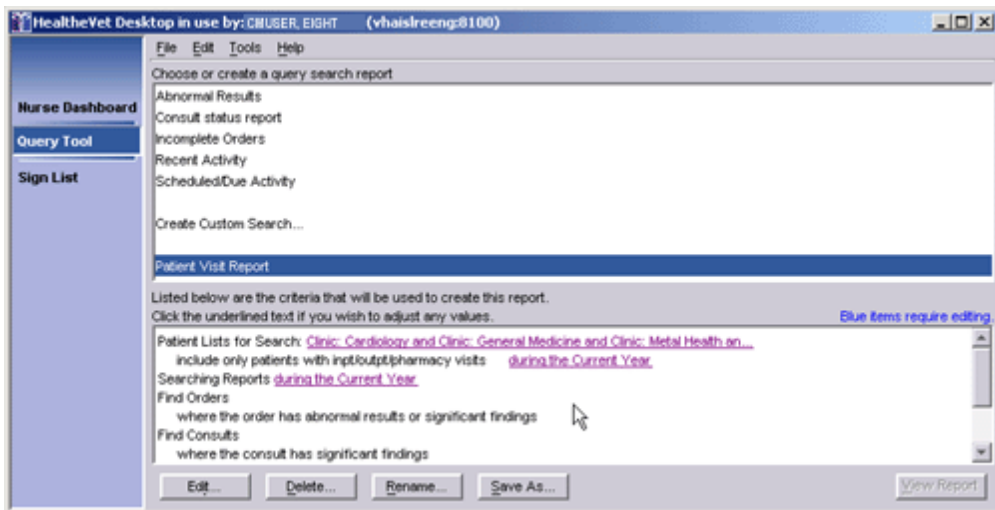 HealtheVet Desktop in use by: CMUSER, EIGHT (vhaislreeng:8100)
File Edit Tools Help
Choose or create a query search report
Nurse Dashboard
Query Tool
Sign List
Abnormal Results
Consult status report
Incomplete Orders
Recent Activity
Scheduled/Due Activity
Create Custom Search...
Patient Visit Report
Listed below are the criteria that will be used to create this report.
Click the underlined text if you wish to adjust any values. Blue items require editing.
Patient Lists for Search: Clinic: Cardiology and Clinic: General Medicine and Clinic: Metal Health an...
include only patients with inpt/outpt/pharmacy visits during the Current Year
Searching Reports during the Current Year
Find Orders
where the order has abnormal results or significant findings
Find Consults
where the consult has significant findings
Edit... Delete... Rename... Save As... View Report